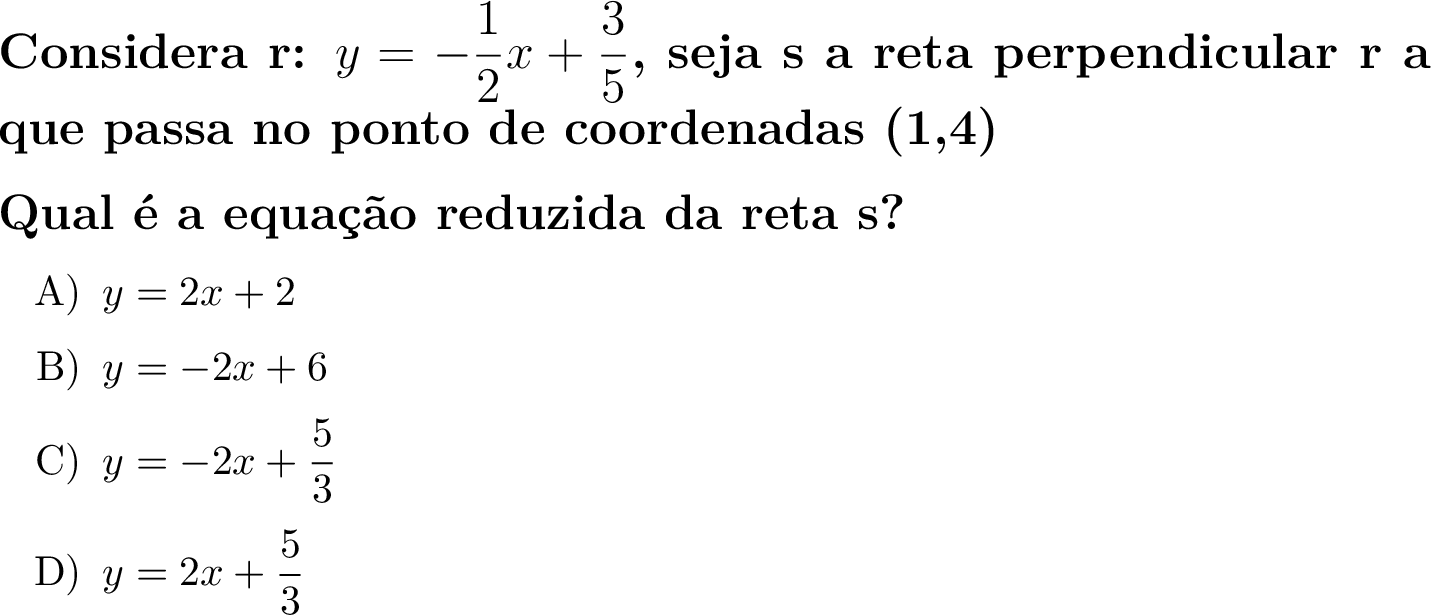 Considera r: $y = -\frac{1}{2}x + \frac{3}{5}$, seja s a reta perpendicular r a
que passa no ponto de coordenadas (1,4)
Qual é a equação reduzida da reta s?
A) $y = 2x + 2$
B) $y = -2x + 6$
C) $y = -2x + \frac{5}{3}$
D) $y = 2x + \frac{5}{3}$